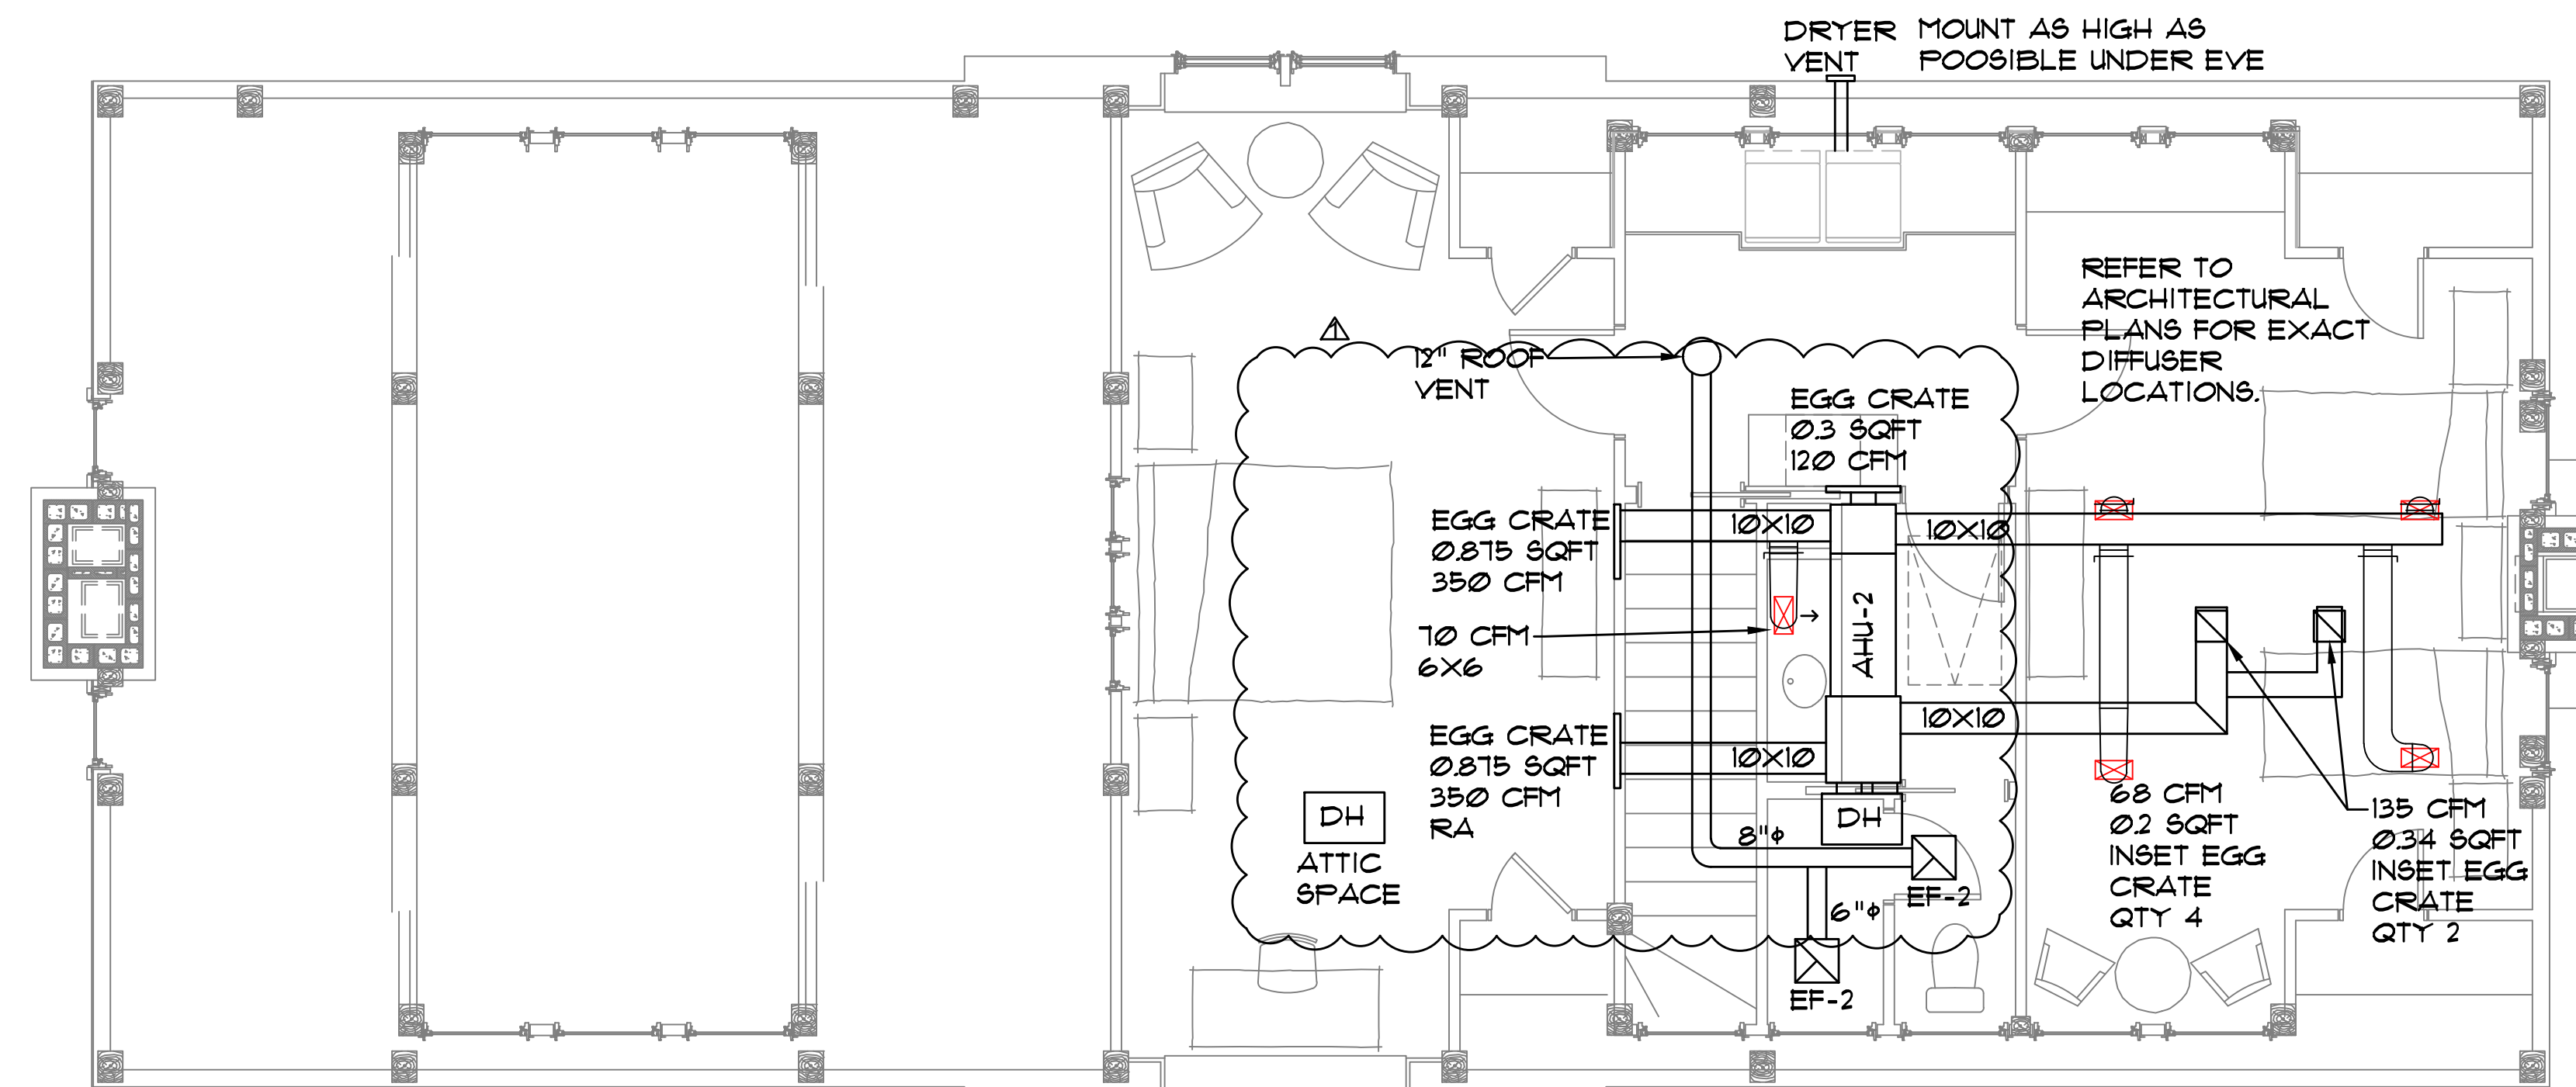 DRYER
VENT
MOUNT AS HIGH AS
POOSIBLE UNDER EVE
REFER TO
ARCHITECTURAL
PLANS FOR EXACT
DIFFUSER
LOCATIONS.
1
12" ROOF
VENT
EGG CRATE
0.3 SQFT
120 CFM
EGG CRATE
0.875 SQFT
350 CFM
10X10
10X10
70 CFM
6X6
AHU-2
10X10
EGG CRATE
0.875 SQFT
350 CFM
RA
10X10
DH
ATTIC
SPACE
DH
8"ϕ
6"ϕ
EF-2
EF-2
68 CFM
0.2 SQFT
INSET EGG
CRATE
QTY 4
135 CFM
0.34 SQFT
INSET EGG
CRATE
QTY 2